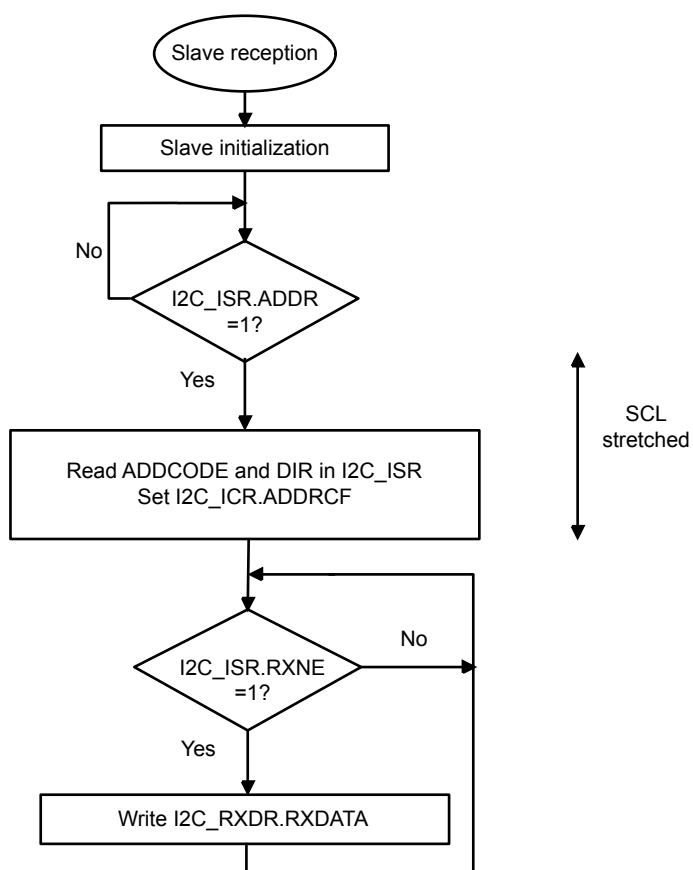 Slave reception
Slave initialization
No
I2C_ISR.ADDR
=1?
Yes
SCL
stretched
Read ADDCODE and DIR in I2C_ISR
Set I2C_ICR.ADDRCF
No
I2C_ISR.RXNE
=1?
Yes
Write I2C_RXDR.RXDATA